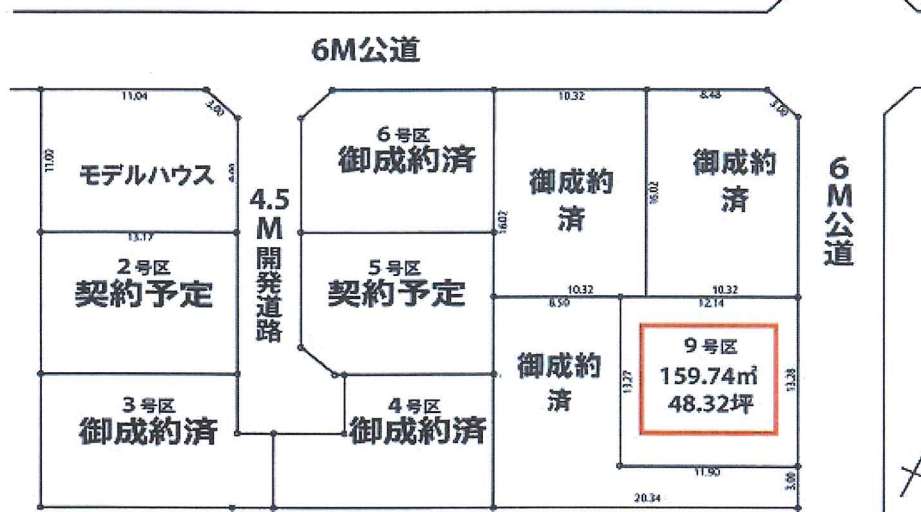 6M公道
11.04
3.00
11.02
モデルハウス
13.17
2号区
契約予定
3号区
御成約済
4.5M開発道路
6号区
御成約済
5号区
契約予定
4号区
御成約済
10.32
16.02
御成約
済
10.32
8.48
3.00
16.02
御成約
済
10.32
6M公道
8.50
御成約
済
12.14
13.27
9号区
159.74㎡
48.32坪
13.28
11.90
3.00
20.34